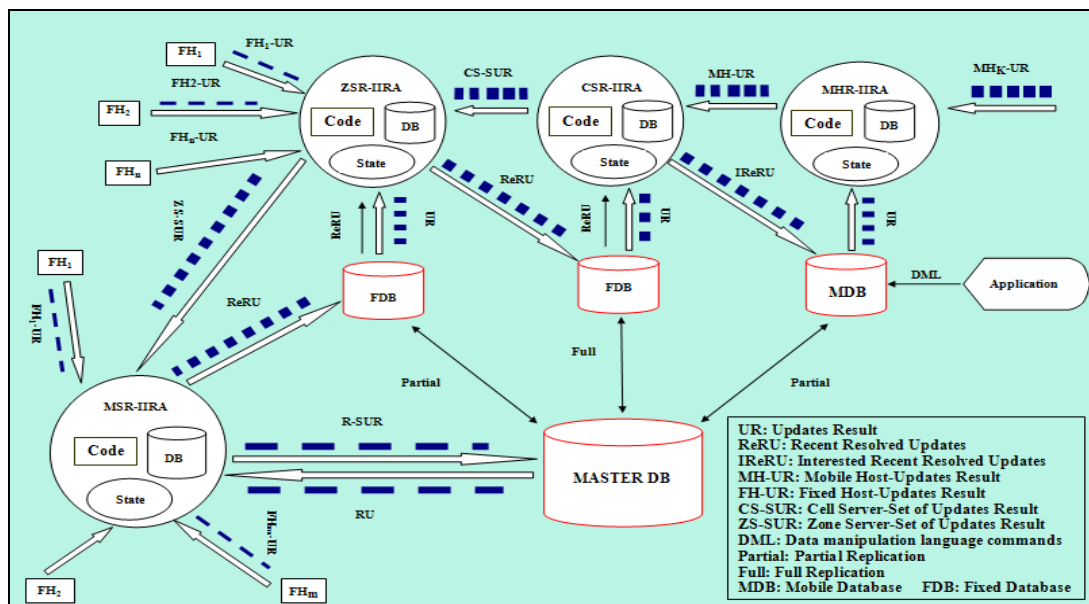 FH1
FH1-UR
FH2
FH2-UR
FHn-UR
FHn
ZSR-IIRA
Code
DB
State
CS-SUR
CSR-IIRA
Code
DB
State
MH-UR
MHR-IIRA
Code
DB
State
MHK-UR
ZS-SUR
ReRU
UR
ReRU
ReRU
UR
IReRU
UR
FDB
FDB
MDB
DML
Application
FH1
FH1-UR
ReRU
Partial
Full
Partial
MSR-IIRA
Code
DB
State
R-SUR
RU
MASTER DB
FH2
FHm-UR
FHm
UR: Updates Result
ReRU: Recent Resolved Updates
IReRU: Interested Recent Resolved Updates
MH-UR: Mobile Host-Updates Result
FH-UR: Fixed Host-Updates Result
CS-SUR: Cell Server-Set of Updates Result
ZS-SUR: Zone Server-Set of Updates Result
DML: Data manipulation language commands
Partial: Partial Replication
Full: Full Replication
MDB: Mobile Database FDB: Fixed Database